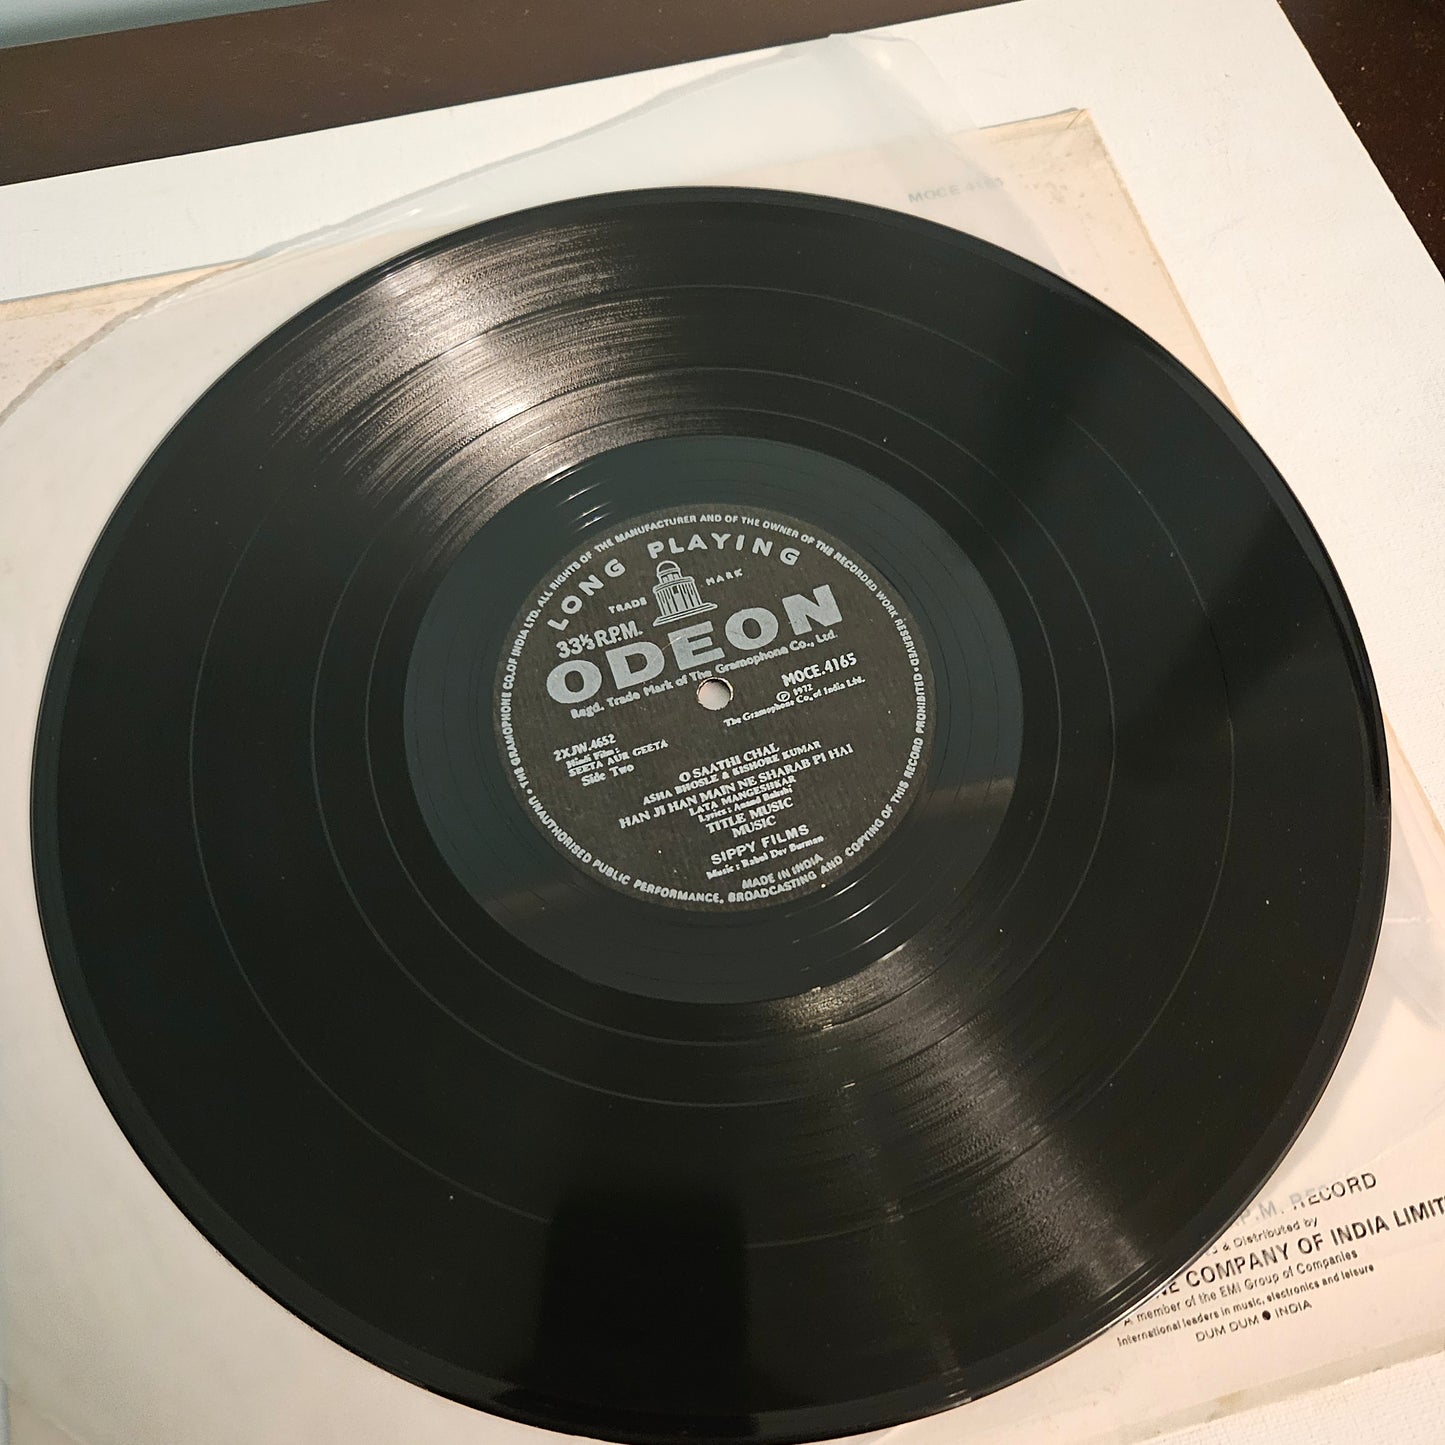 MOCE 4165
THE GRAMOPHONE CO. OF INDIA LTD. ALL RIGHTS OF THE MANUFACTURER AND OF THE OWNER OF THE RECORDED WORK RESERVED • UNAUTHORISED PUBLIC PERFORMANCE, BROADCASTING AND COPYING OF THIS RECORD PROHIBITED •
LONG PLAYING
TRADE MARK
33⅓ R.P.M.
ODEON
Regd. Trade Mark of The Gramophone Co., Ltd.
MOCE.4165
℗ 1972
The Gramophone Co. of India Ltd.
2XJW.4652
Hindi Film :
SEETA AUR GEETA
Side Two
O SAATHI CHAL
ASHA BHOSLE & KISHORE KUMAR
HAN JI HAN MAIN NE SHARAB PI HAI
LATA MANGESHKAR
Lyrics : Anand Bakshi
TITLE MUSIC
MUSIC
SIPPY FILMS
Music : Rahul Dev Burman
MADE IN INDIA
P.M. RECORD
& Distributed by
NE COMPANY OF INDIA LIMIT
A member of the EMI Group of Companies
International leaders in music, electronics and leisure
DUM DUM ● INDIA